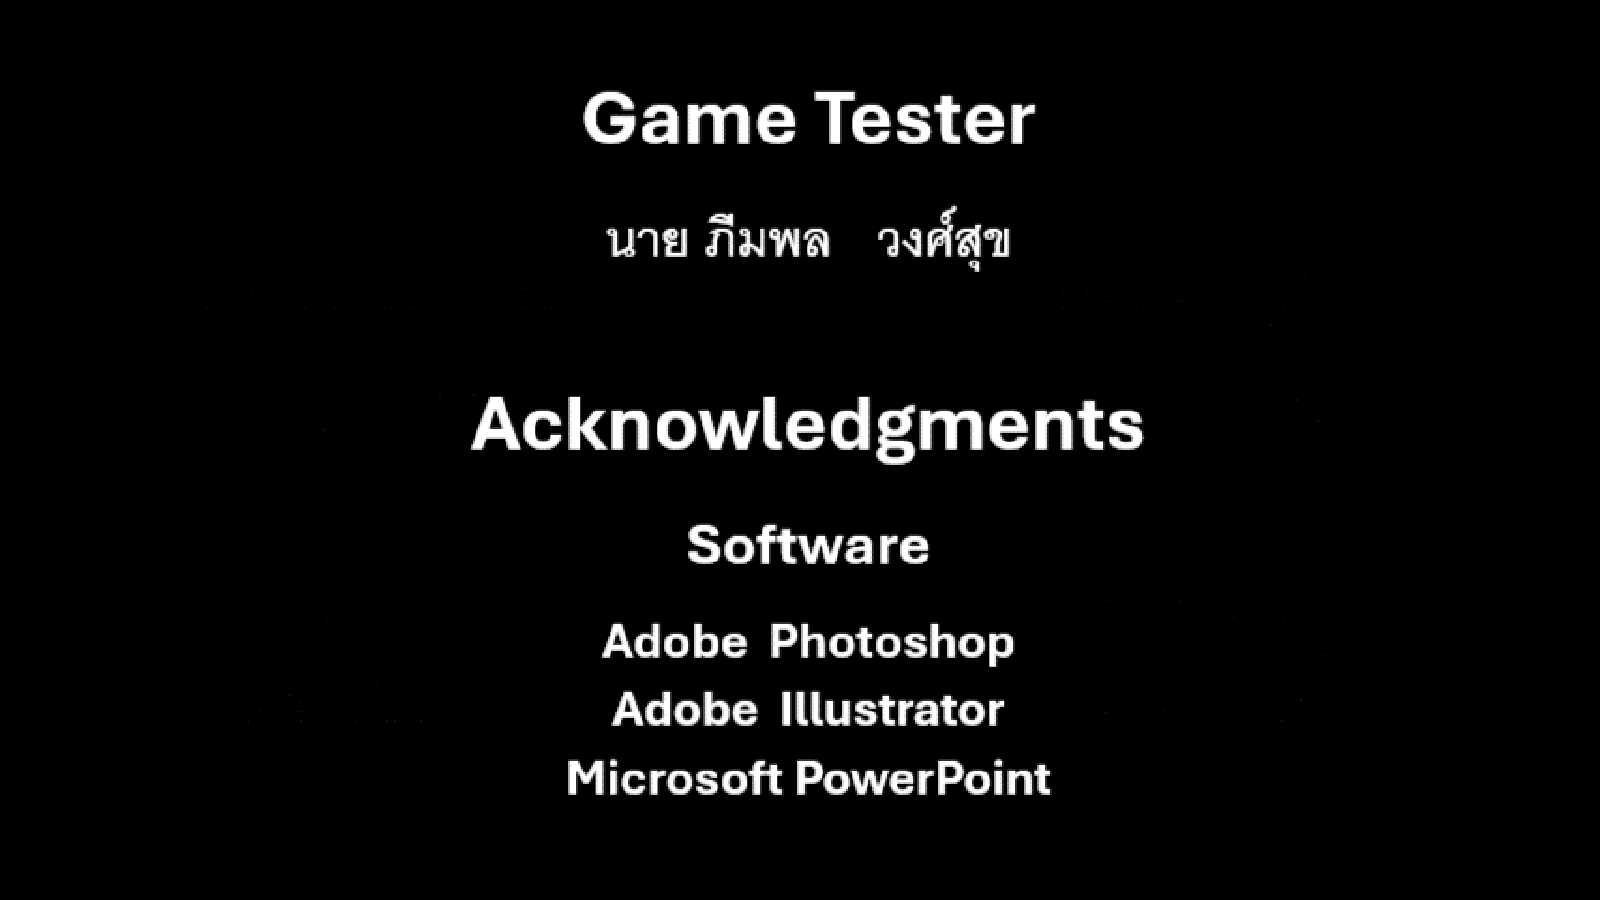 Game Tester
นาย ภีมพล วงศ์สุข
Acknowledgments
Software
Adobe Photoshop
Adobe Illustrator
Microsoft PowerPoint